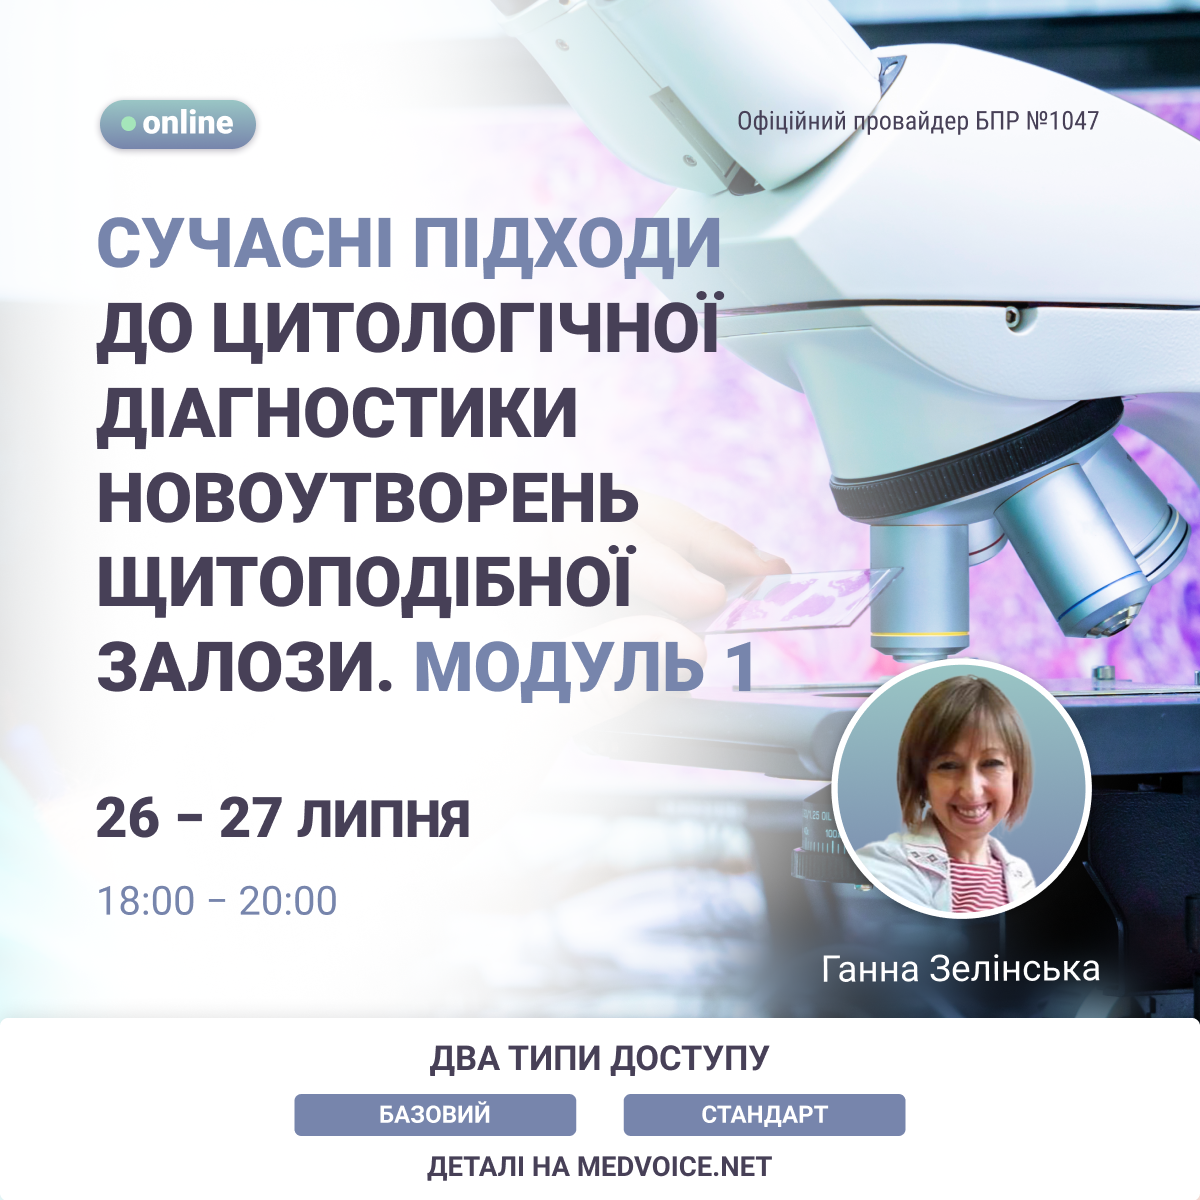 online
Офіційний провайдер БПР №1047
СУЧАСНІ ПІДХОДИ
ДО ЦИТОЛОГІЧНОЇ
ДІАГНОСТИКИ
НОВОУТВОРЕНЬ
ЩИТОПОДІБНОЇ
ЗАЛОЗИ. МОДУЛЬ 1
26 – 27 ЛИПНЯ
18:00 – 20:00
Ганна Зелінська
ДВА ТИПИ ДОСТУПУ
БАЗОВИЙ
СТАНДАРТ
ДЕТАЛІ НА MEDVOICE.NET